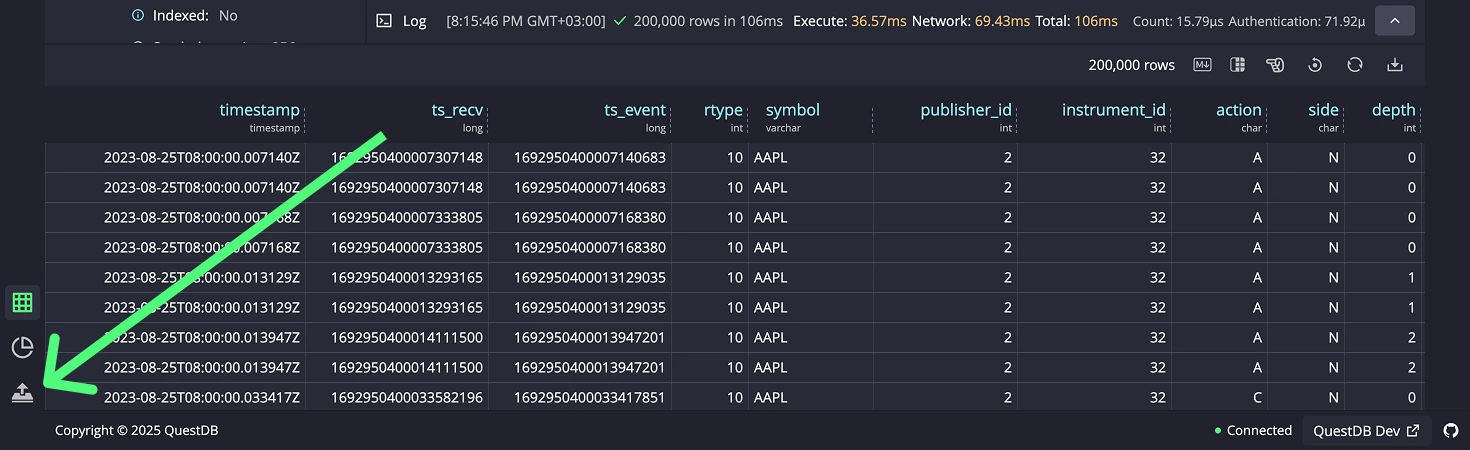 Indexed: No
Log [8:15:46 PM GMT+03:00] 200,000 rows in 106ms Execute: 36.57ms Network: 69.43ms Total: 106ms Count: 15.79µs Authentication: 71.92µ
200,000 rows M↓
timestamp ts_recv ts_event rtype symbol publisher_id instrument_id action side depth
timestamp long long int varchar int int char char int
2023-08-25T08:00:00.007140Z 1692950400007307148 1692950400007140683 10 AAPL 2 32 A N 0
2023-08-25T08:00:00.007140Z 1692950400007307148 1692950400007140683 10 AAPL 2 32 A N 0
2023-08-25T08:00:00.007168Z 1692950400007333805 1692950400007168380 10 AAPL 2 32 A N 0
2023-08-25T08:00:00.007168Z 1692950400007333805 1692950400007168380 10 AAPL 2 32 A N 0
2023-08-25T08:00:00.013129Z 1692950400013293165 1692950400013129035 10 AAPL 2 32 A N 1
2023-08-25T08:00:00.013129Z 1692950400013293165 1692950400013129035 10 AAPL 2 32 A N 1
2023-08-25T08:00:00.013947Z 1692950400014111500 1692950400013947201 10 AAPL 2 32 A N 2
2023-08-25T08:00:00.013947Z 1692950400014111500 1692950400013947201 10 AAPL 2 32 A N 2
2023-08-25T08:00:00.033417Z 1692950400033582196 1692950400033417851 10 AAPL 2 32 C N 0
Copyright © 2025 QuestDB Connected QuestDB Dev